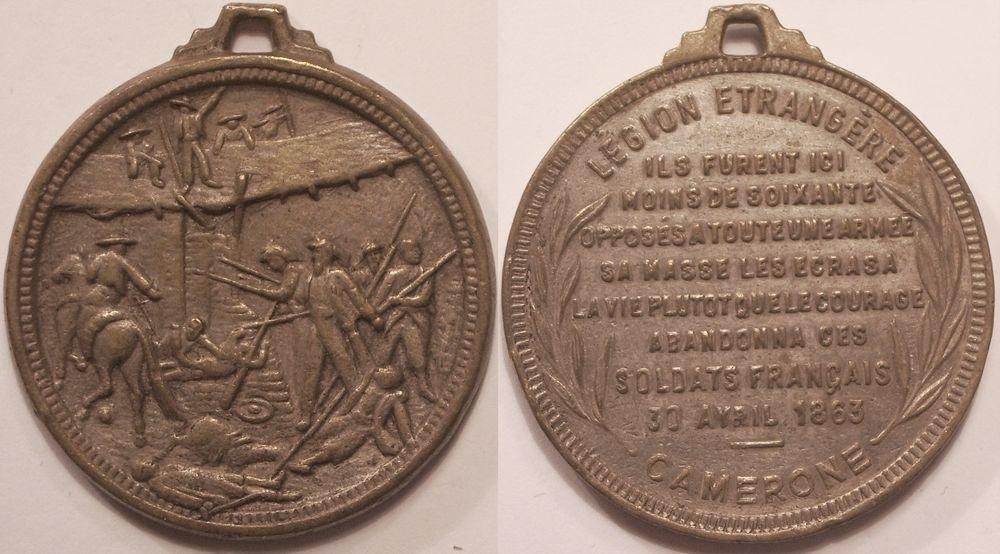 LÉGION ETRANGÈRE
ILS FURENT ICI
MOINS DE SOIXANTE
OPPOSÉS A TOUTE UNE ARMÉE
SA MASSE LES ECRASA
LA VIE PLUTOT QUE LE COURAGE
ABANDONNA CES
SOLDATS FRANÇAIS
30 AVRIL 1863
CAMERONE